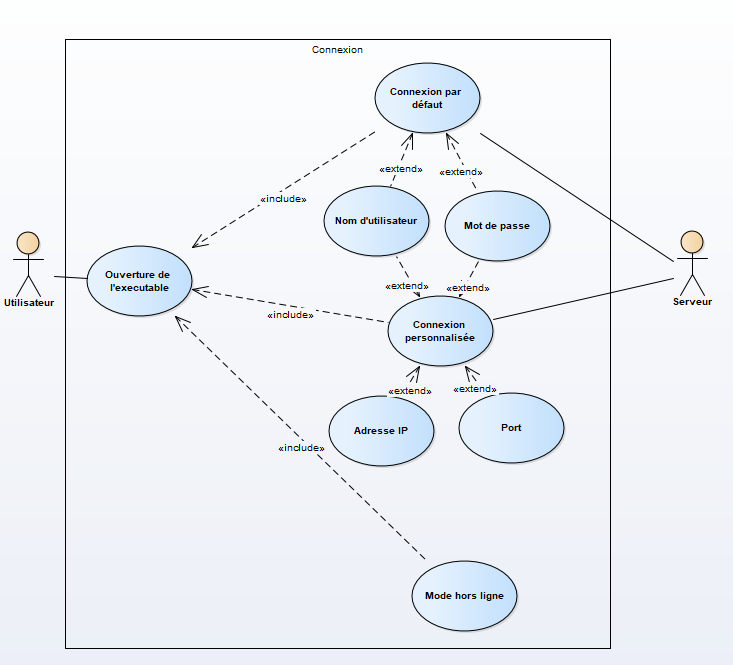 Connexion
Connexion par
défaut
«extend»
«extend»
«include»
Nom d'utilisateur
Mot de passe
Ouverture de
l'executable
Utilisateur
Serveur
«extend»
«extend»
«include»
Connexion
personnalisée
«extend»
«extend»
Adresse IP
Port
«include»
Mode hors ligne